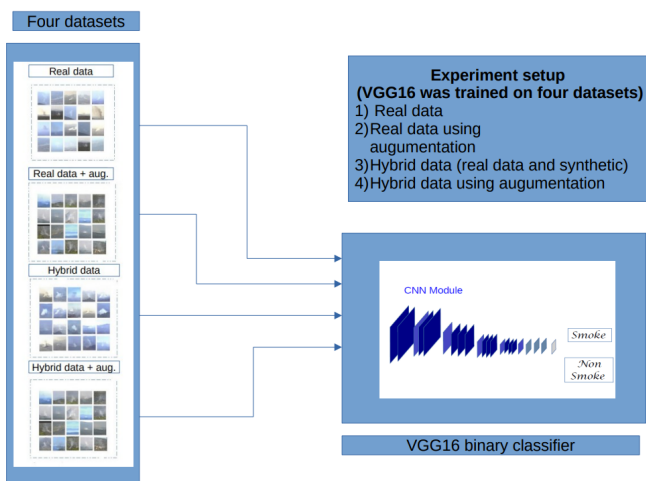 Four datasets
Real data
Real data + aug.
Hybrid data
Hybrid data + aug.
Experiment setup
(VGG16 was trained on four datasets)
1) Real data
2)Real data using
augumentation
3)Hybrid data (real data and synthetic)
4)Hybrid data using augumentation
CNN Module
Smoke
Non
Smoke
VGG16 binary classifier